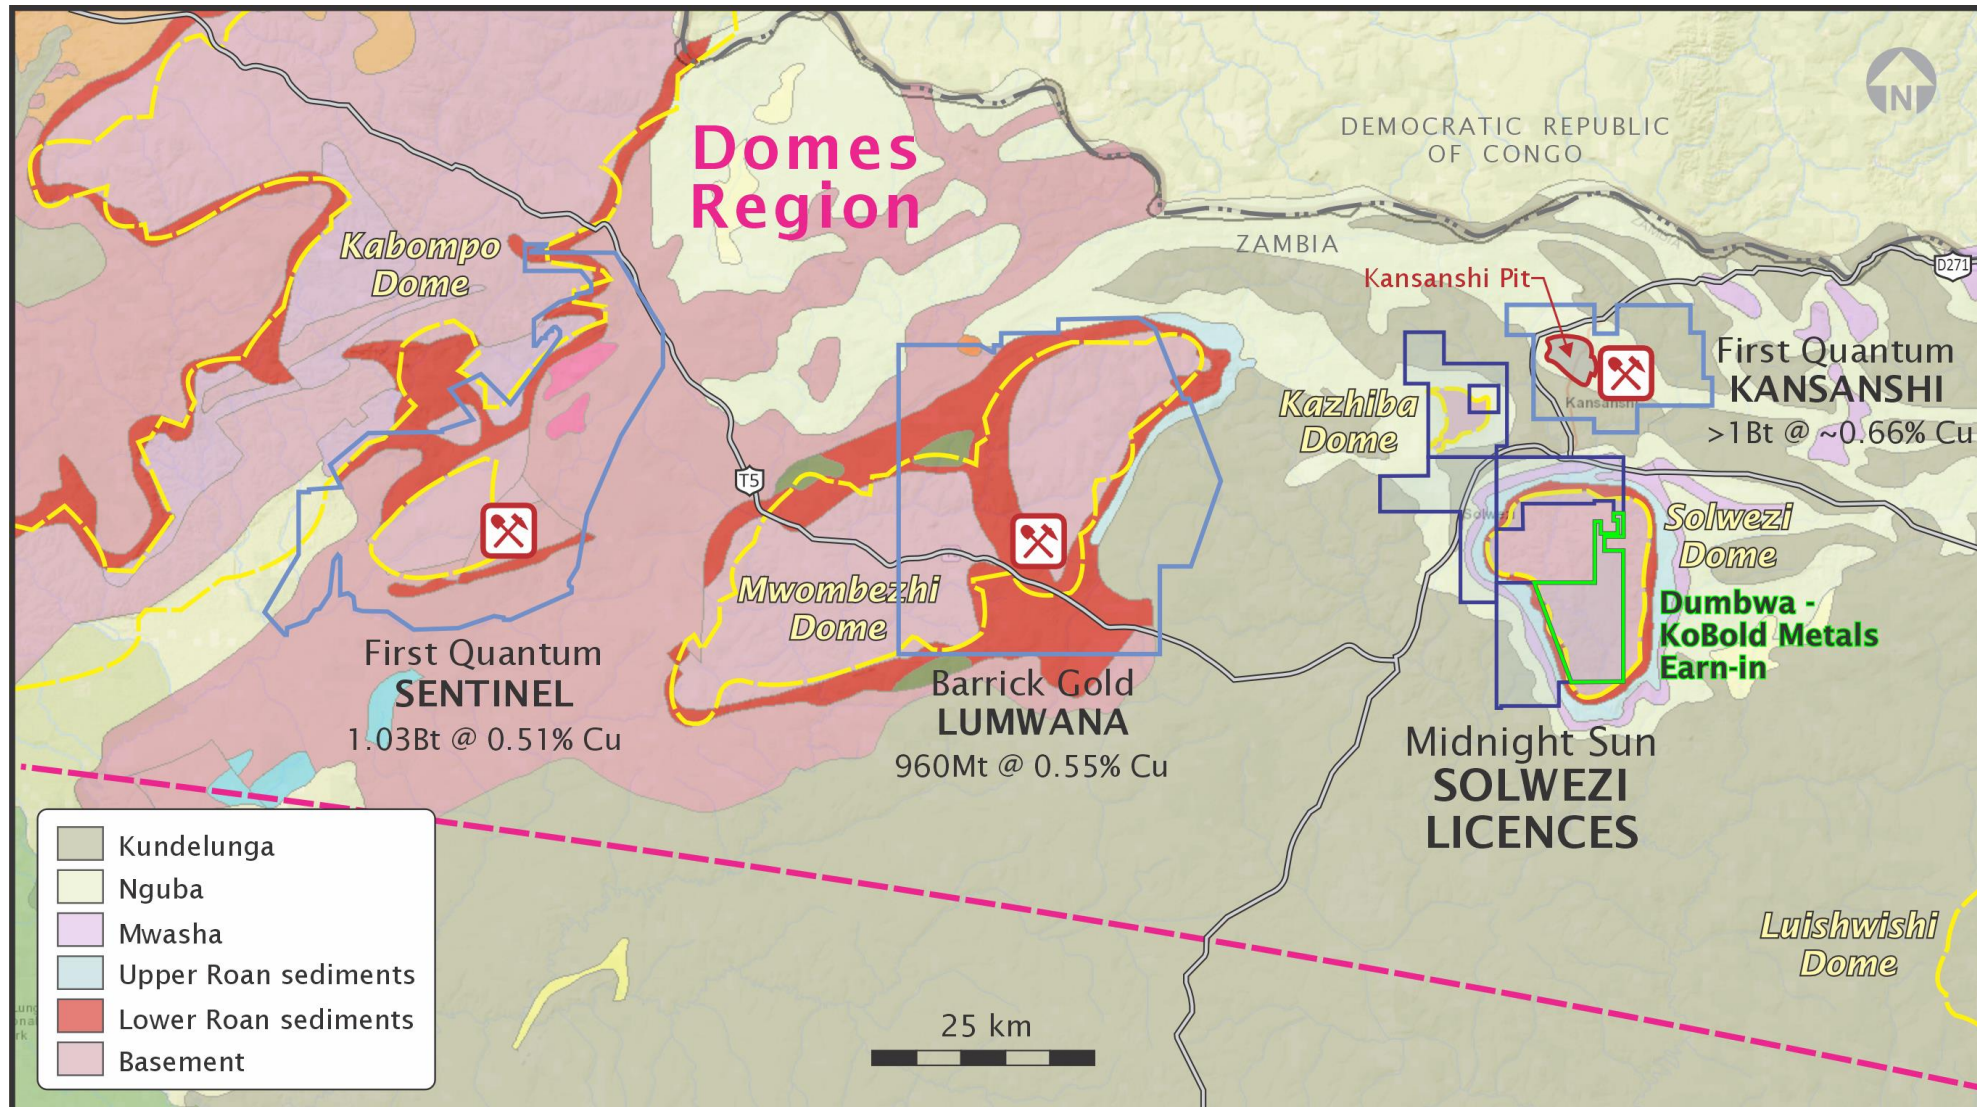 Domes
Region
DEMOCRATIC REPUBLIC
OF CONGO
ZAMBIA
ZAMBIA
D271
Kansanshi Pit
Kabompo
Dome
First Quantum
KANSANSHI
>1Bt @ ~0.66% Cu
Kansanshi
Kazhiba
Dome
T5
Solwezi
Solwezi
Dome
Mwombezhi
Dome
Dumbwa -
KoBold Metals
Earn-in
First Quantum
SENTINEL
1.03Bt @ 0.51% Cu
Barrick Gold
LUMWANA
960Mt @ 0.55% Cu
Midnight Sun
SOLWEZI
LICENCES
Luishwishi
Dome
Kundelunga
Nguba
Mwasha
Upper Roan sediments
Lower Roan sediments
Basement
25 km
N